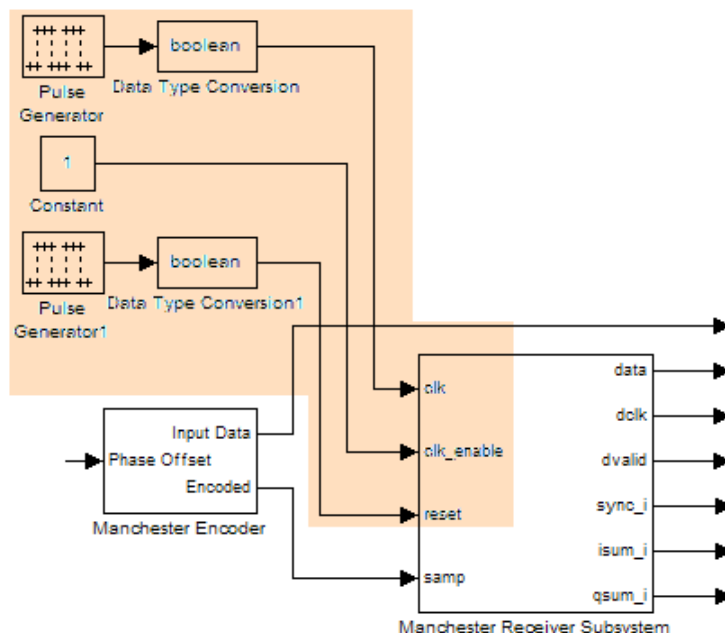 boolean
Pulse
Generator
Data Type Conversion
1
Constant
boolean
Pulse
Generator1
Data Type Conversion1
Input Data
Phase Offset
Encoded
Manchester Encoder
clk
clk_enable
reset
samp
data
dclk
dvalid
sync_i
isum_i
qsum_i
Manchester Receiver Subsystem